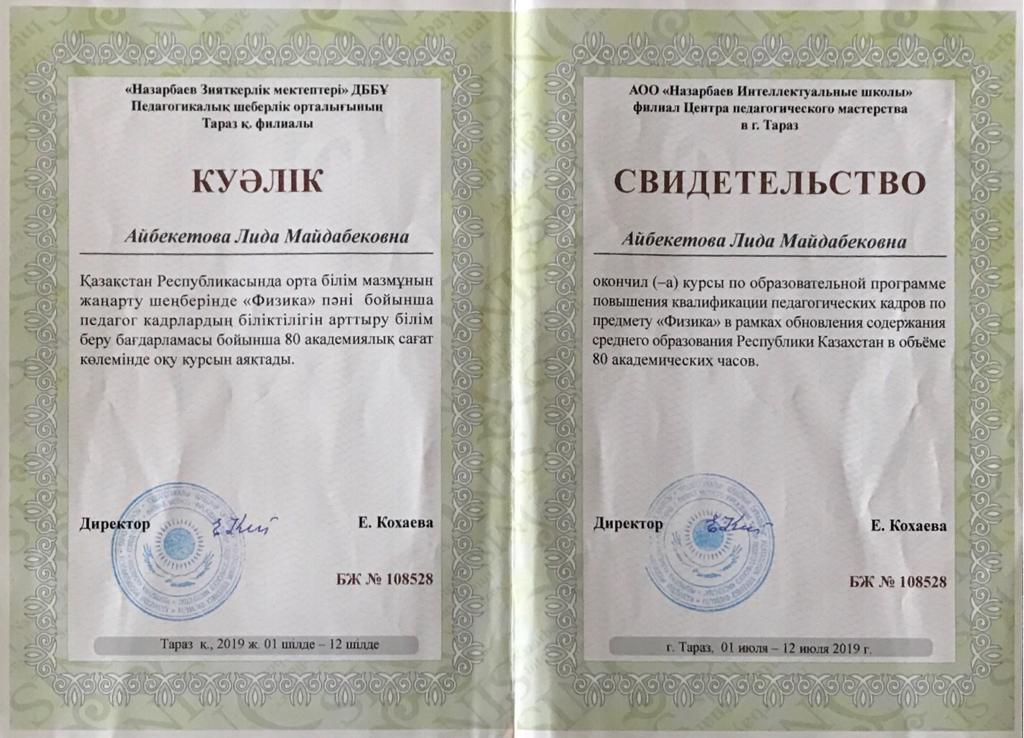 «Назарбаев Зияткерлік мектептері» ДББҰ
Педагогикалық шеберлік орталығының
Тараз қ. филиалы
КУӘЛІК
Айбекетова Лида Майдабековна
Қазақстан Республикасында орта білім мазмұнын
жаңарту шеңберінде «Физика» пәні бойынша
педагог кадрлардың біліктілігін арттыру білім
беру бағдарламасы бойынша 80 академиялық сағат
көлемінде оқу курсын аяқтады.
Директор
Е. Кохаева
БЖ № 108528
Тараз қ., 2019 ж. 01 шілде – 12 шілде
АОО «Назарбаев Интеллектуальные школы»
филиал Центра педагогического мастерства
в г. Тараз
СВИДЕТЕЛЬСТВО
Айбекетова Лида Майдабековна
окончил (–а) курсы по образовательной программе
повышения квалификации педагогических кадров по
предмету «Физика» в рамках обновления содержания
среднего образования Республики Казахстан в объёме
80 академических часов.
Директор
Е. Кохаева
БЖ № 108528
г. Тараз, 01 июля – 12 июля 2019 г.